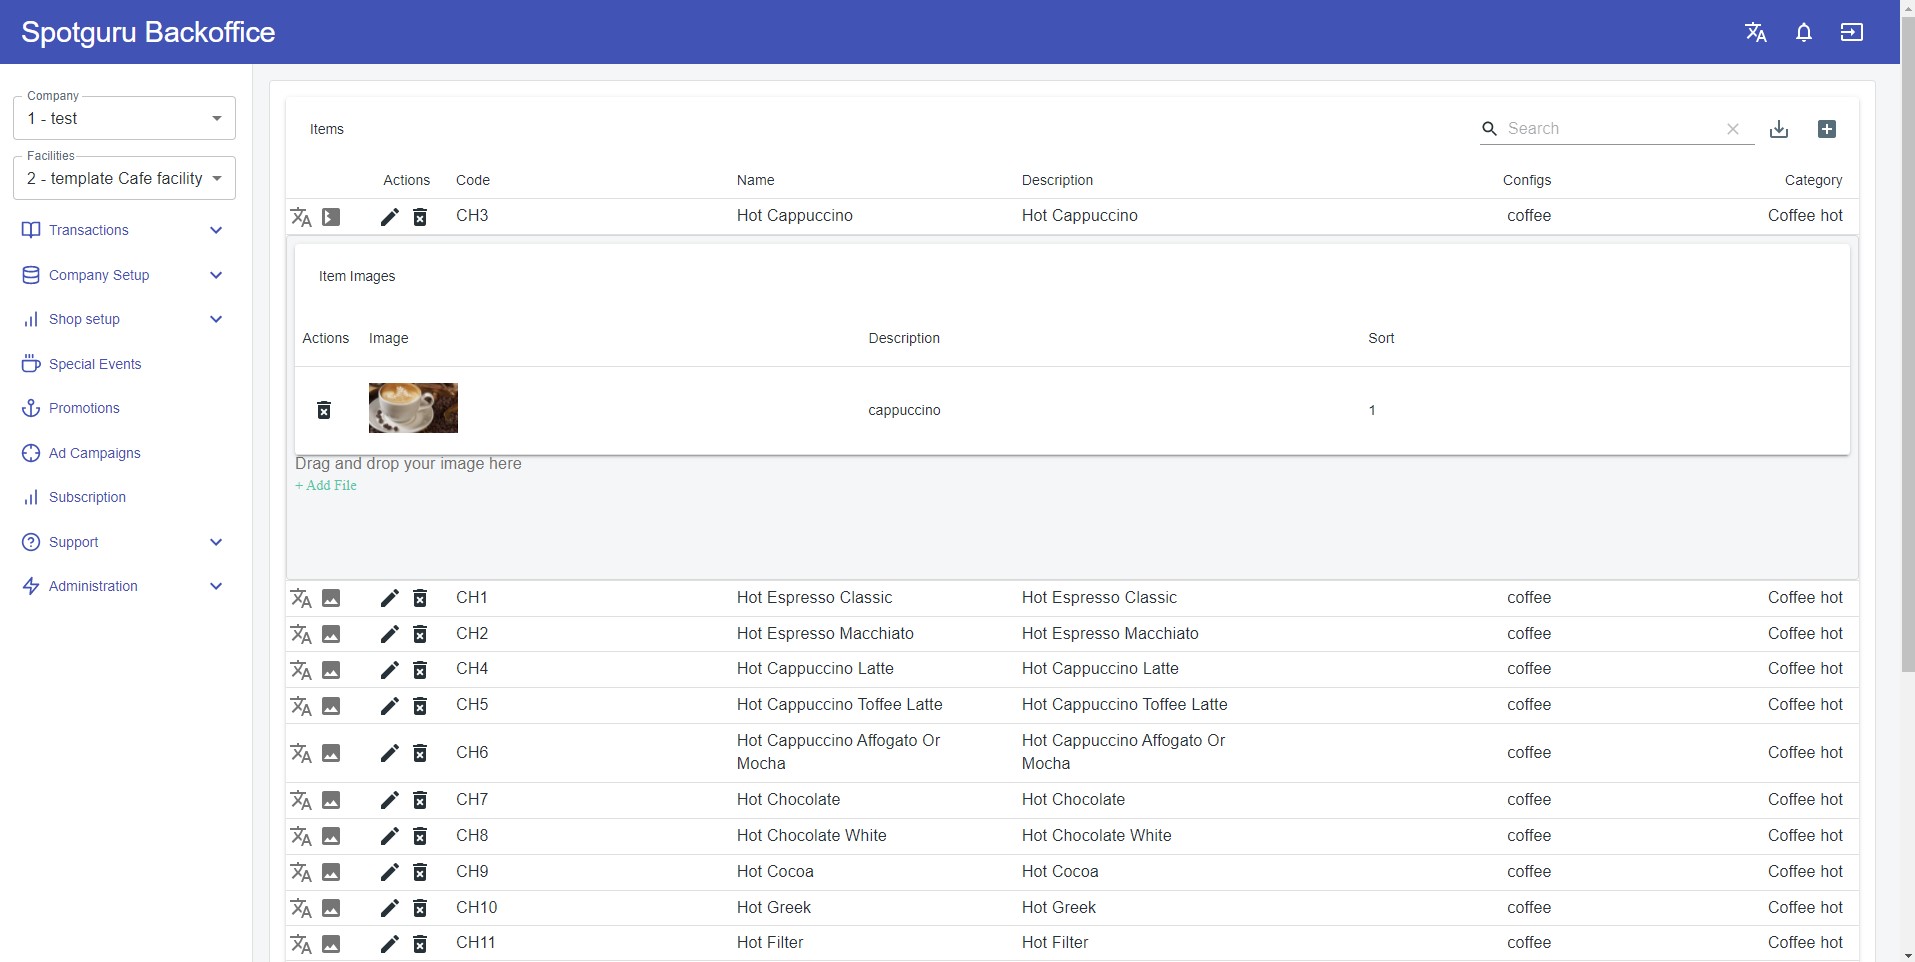 Spotguru Backoffice
Company
1 - test
Facilities
2 - template Cafe facility
Transactions
Company Setup
Shop setup
Special Events
Promotions
Ad Campaigns
Subscription
Support
Administration
Items
Search
Actions Code Name Description Configs Category
CH3 Hot Cappuccino Hot Cappuccino coffee Coffee hot
Item Images
Actions Image Description Sort
cappuccino 1
Drag and drop your image here
+ Add File
CH1 Hot Espresso Classic Hot Espresso Classic coffee Coffee hot
CH2 Hot Espresso Macchiato Hot Espresso Macchiato coffee Coffee hot
CH4 Hot Cappuccino Latte Hot Cappuccino Latte coffee Coffee hot
CH5 Hot Cappuccino Toffee Latte Hot Cappuccino Toffee Latte coffee Coffee hot
CH6 Hot Cappuccino Affogato Or Mocha Hot Cappuccino Affogato Or Mocha coffee Coffee hot
CH7 Hot Chocolate Hot Chocolate coffee Coffee hot
CH8 Hot Chocolate White Hot Chocolate White coffee Coffee hot
CH9 Hot Cocoa Hot Cocoa coffee Coffee hot
CH10 Hot Greek Hot Greek coffee Coffee hot
CH11 Hot Filter Hot Filter coffee Coffee hot